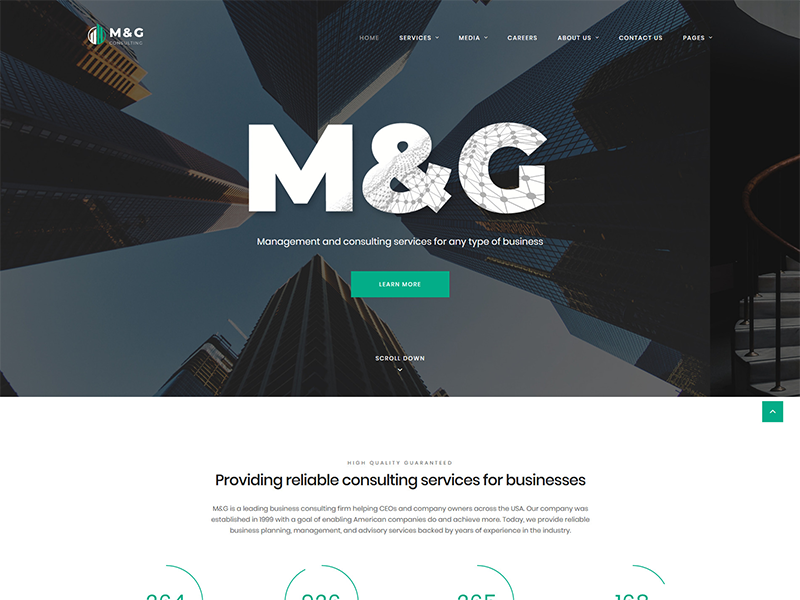 M&G
CONSULTING
HOME
SERVICES
MEDIA
CAREERS
ABOUT US
CONTACT US
PAGES
M&G
Management and consulting services for any type of business
LEARN MORE
SCROLL DOWN
HIGH QUALITY GUARANTEED
Providing reliable consulting services for businesses
M&G is a leading business consulting firm helping CEOs and company owners across the USA. Our company was
established in 1999 with a goal of enabling American companies do and achieve more. Today, we provide reliable
business planning, management, and advisory services backed by years of experience in the industry.